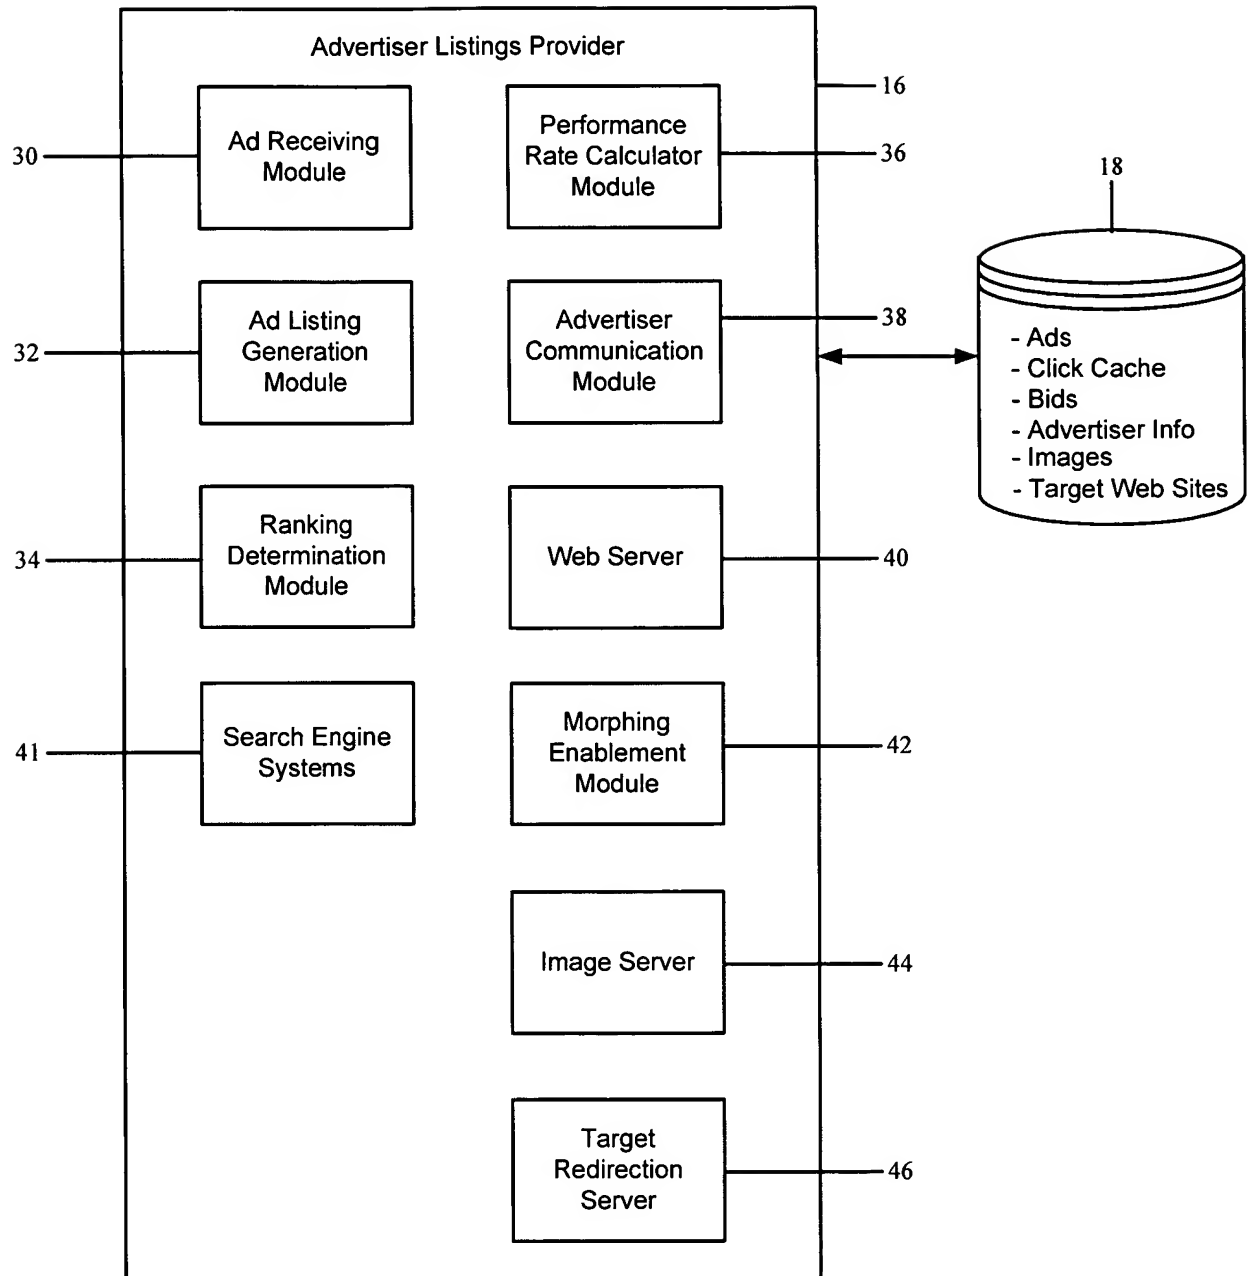 Advertiser Listings Provider
16
30
Ad Receiving
Module
Performance
Rate Calculator
Module
36
18
32
Ad Listing
Generation
Module
Advertiser
Communication
Module
38
- Ads
- Click Cache
- Bids
- Advertiser Info
- Images
- Target Web Sites
34
Ranking
Determination
Module
Web Server
40
41
Search Engine
Systems
Morphing
Enablement
Module
42
Image Server
44
Target
Redirection
Server
46